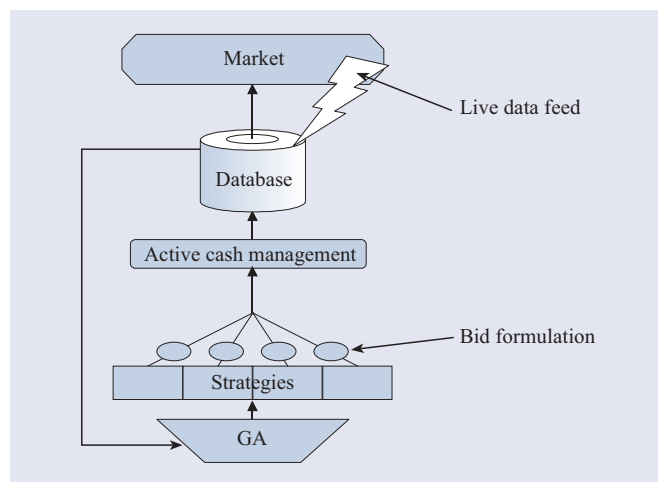 Market
Live data feed
Database
Active cash management
Bid formulation
Strategies
GA